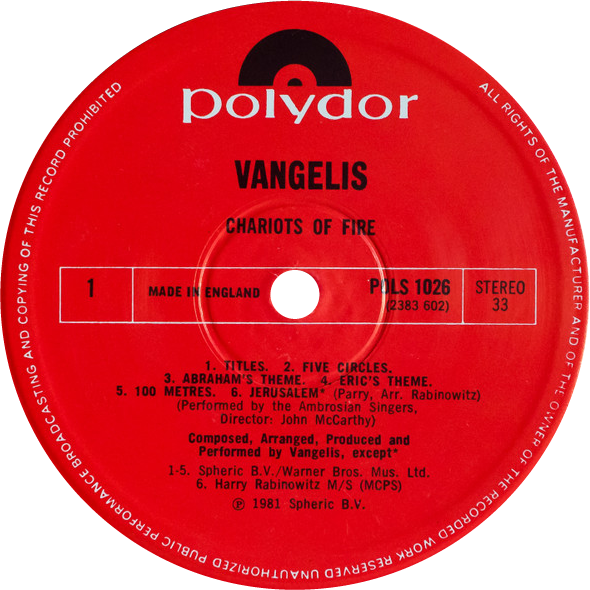 polydor
VANGELIS
CHARIOTS OF FIRE
1
MADE IN ENGLAND
POLS 1026
(2383 602)
STEREO
33
1. TITLES. 2. FIVE CIRCLES.
3. ABRAHAM'S THEME. 4. ERIC'S THEME.
5. 100 METRES. 6. JERUSALEM* (Parry, Arr. Rabinowitz)
(Performed by the Ambrosian Singers,
Director: John McCarthy)
Composed, Arranged, Produced and
Performed by Vangelis, except*
1-5. Spheric B.V./Warner Bros. Mus. Ltd.
6. Harry Rabinowitz M/S (MCPS)
℗ 1981 Spheric B.V.
ALL RIGHTS OF THE MANUFACTURER AND OF THE OWNER OF THE RECORDED WORK RESERVED UNAUTHORIZED PUBLIC PERFORMANCE BROADCASTING AND COPYING OF THIS RECORD PROHIBITED